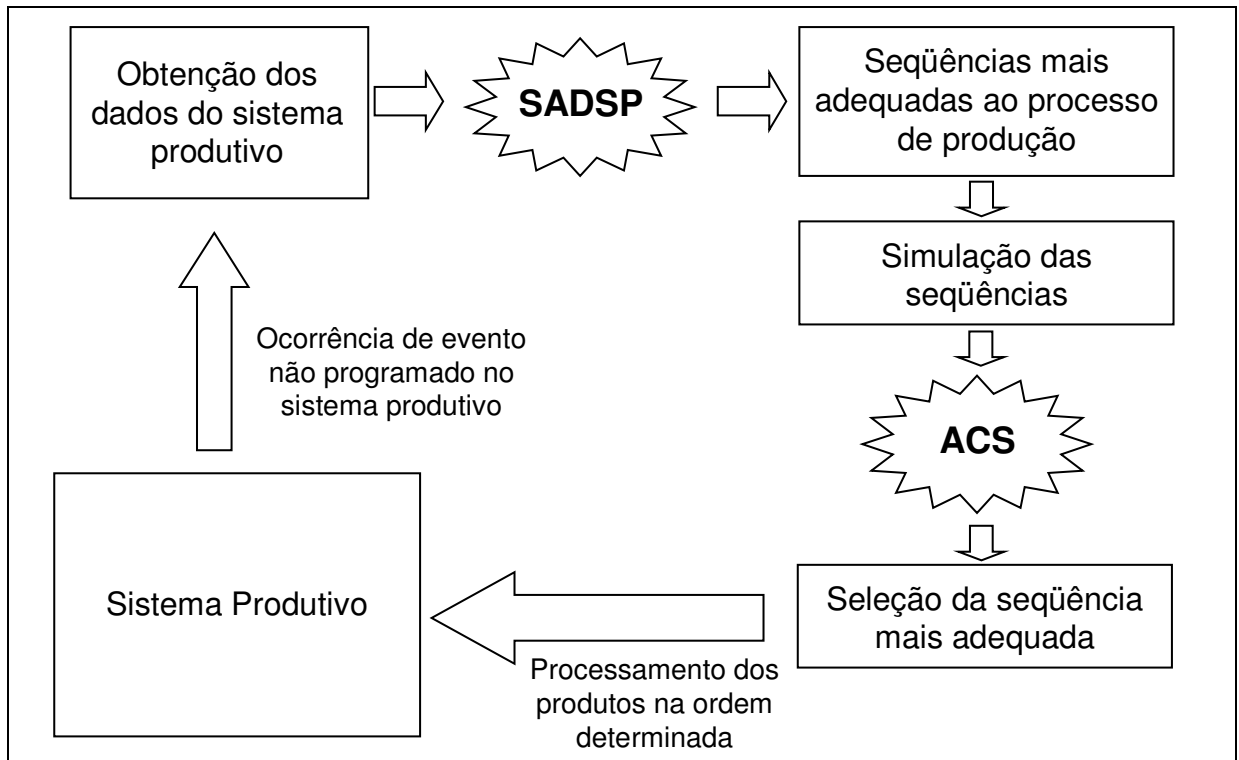 Obtenção dos
dados do sistema
produtivo
SADSP
Seqüências mais
adequadas ao processo
de produção
Simulação das
seqüências
ACS
Seleção da seqüência
mais adequada
Processamento dos
produtos na ordem
determinada
Sistema Produtivo
Ocorrência de evento
não programado no
sistema produtivo